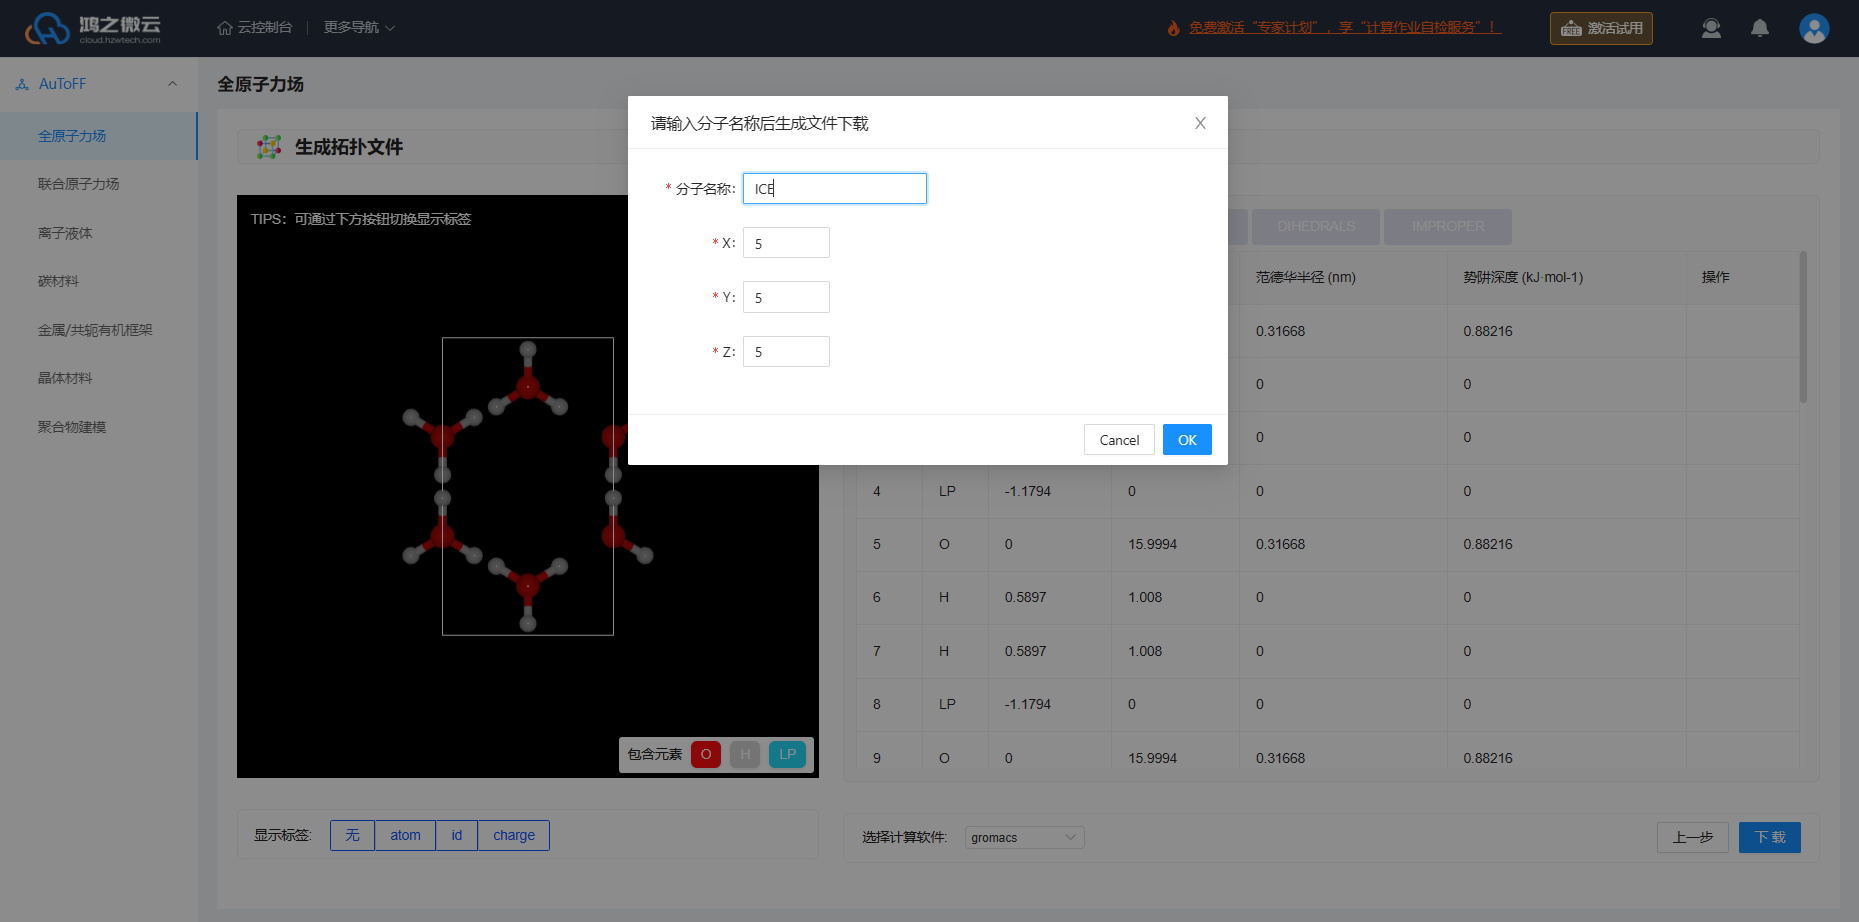 鸿之微云
cloud.hzwtech.com
云控制台
更多导航
免费激活“专家计划”，享“计算作业自检服务”！
FREE 激活试用
AuToFF
全原子力场
联合原子力场
离子液体
碳材料
金属/共轭有机框架
晶体材料
聚合物建模
全原子力场
生成拓扑文件
TIPS：可通过下方按钮切换显示标签
包含元素 O H LP
显示标签: 无 atom id charge
请输入分子名称后生成文件下载
* 分子名称: ICE
* X: 5
* Y: 5
* Z: 5
Cancel OK
DIHEDRALS IMPROPER
范德华半径 (nm) 势阱深度 (kJ·mol-1) 操作
0.31668 0.88216
0 0
0 0
4 LP -1.1794 0 0 0
5 O 0 15.9994 0.31668 0.88216
6 H 0.5897 1.008 0 0
7 H 0.5897 1.008 0 0
8 LP -1.1794 0 0 0
9 O 0 15.9994 0.31668 0.88216
选择计算软件: gromacs
上一步 下 载